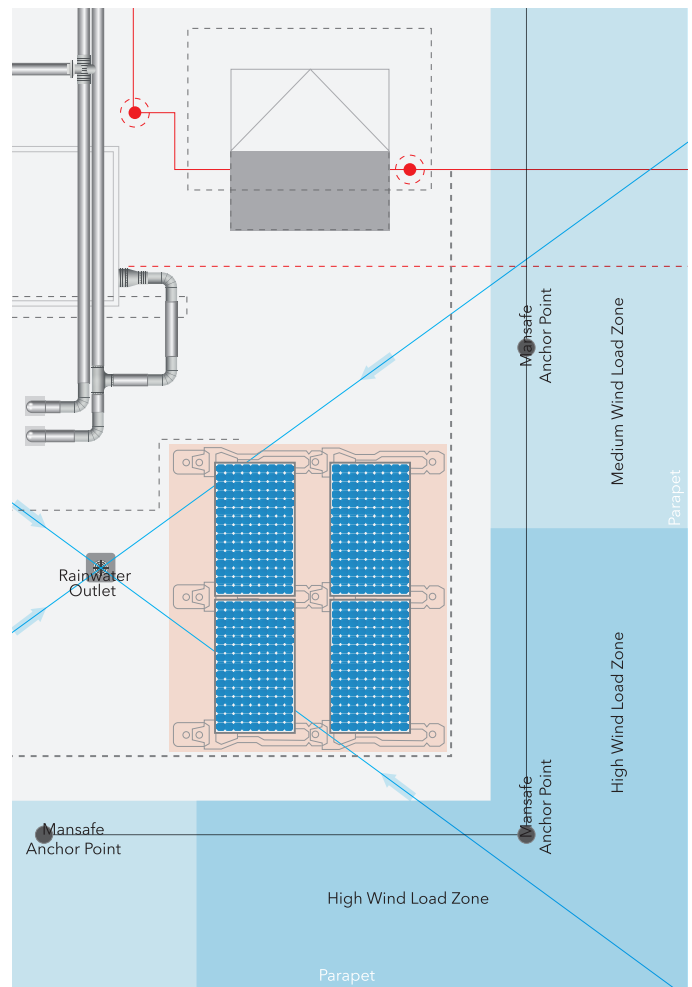 Mansafe
Anchor Point
Medium Wind Load Zone
Parapet
Rainwater
Outlet
High Wind Load Zone
Mansafe
Anchor Point
Mansafe
Anchor Point
High Wind Load Zone
Parapet